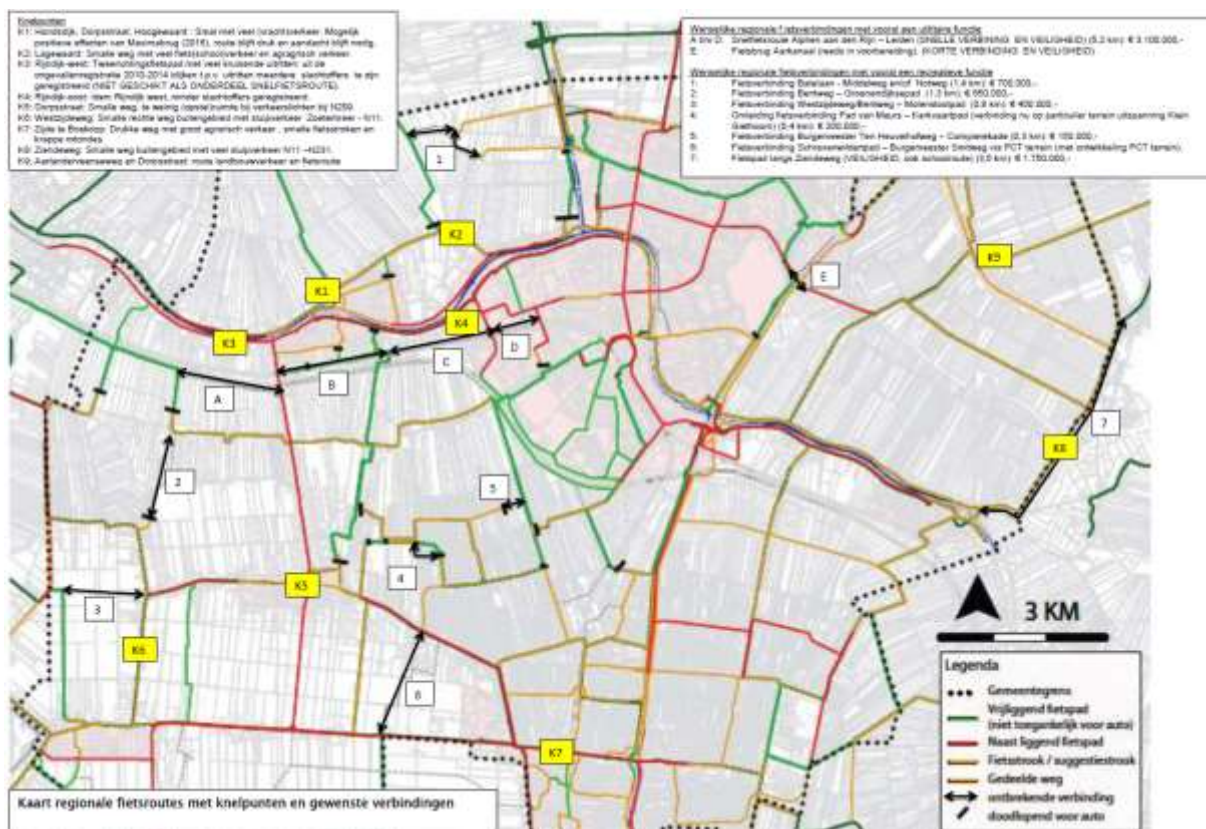 Knelpunten
K1: Hondsdijk, Dorpsstraat, Hoogewaard : Smal met veel (vracht)verkeer. Mogelijk
positieve effecten van Maximabrug (2016), route blijft druk en aandacht blijft nodig.
K2: Lagewaard: Smalle weg met veel fietsschoolverkeer en agragrisch verkeer.
K3: Rijndijk-west: Tweerichtingsfietspad met veel kruisende uitritten; uit de
ongevallenregistratie 2010-2014 blijken t.p.v. uitritten meerdere slachtoffers te zijn
geregistreerd (NIET GESCHIKT ALS ONDERDEEL SNELFIETSROUTE).
K4: Rijndijk-oost: idem Rijndijk west, minder slachtoffers geregistreerd.
K5: Dorpsstraat: Smalle weg, te weinig (opstel)ruimte bij verkeerslichten bij N209.
K6: Westzijdeweg: Smalle rechte weg buitengebied met sluipverkeer Zoetermeer - N11.
K7: Zijde te Boskoop: Drukke weg met groot agrarisch verkeer, smalle fietsstroken en
krappe rotondes.
K8: Ziendeweg: Smalle weg buitengebied met veel sluipverkeer N11 -N231.
K9: Aarlanderveenseweg en Dorpsstraat: route landbouwverkeer en fietsroute
Wenselijke regionale fietsverbindingen met vooral een utilitaire functie
A t/m D: Snelfietsroute Alphen aan den Rijn – Leiden (SNELLE VERBINDING EN VEILIGHEID) (5,2 km) € 3.100.000,-
E: Fietsbrug Aarkanaal (reeds in voorbereiding). (KORTE VERBINDING EN VEILIGHEID)
Wenselijke regionale fietsverbindingen met vooral een recreatieve functie
1: Fietsverbinding Batelaan - Middelweg en/of Notweg (1,4 km) € 700.000,-
2: Fietsverbinding Bentweg – Groenendijksepad (1,3 km) € 650.000,-
3: Fietsverbinding Westzijdeweg/Bentweg – Molenslootpad (0,8 km) € 400.000,-
4: Omleiding fietsverbinding Pad van Meurs – Kerkvaartpad (verbinding nu op particulier terrein uitspanning Klein
Giethoorn) (0,4 km) € 200.000,-
5: Fietsverbinding Burgemeester Ten Heuvelhofweg – Compierekade (0,3 km) € 150.000,-
6: Fietsverbinding - Burgemeester Smitweg via PCT terrein (met ontwikkeling PCT terrein).
7: Fietspad langs Ziendeweg (VEILIGHEID, ook schoolroute) (3,5 km) € 1.750.000,-
1
K2
K1
K9
E
K4
K3
D
C
B
A
7
K8
2
5
4
K5
3
K6
6
K7
3 KM
Legenda
Gemeentegrens
Vrijliggend fietspad
(niet toegankelijk voor auto)
Naast liggend fietspad
Fietsstrook / suggestiestrook
Gedeelde weg
ontbrekende verbinding
doodlopend voor auto
Kaart regionale fietsroutes met knelpunten en gewenste verbindingen